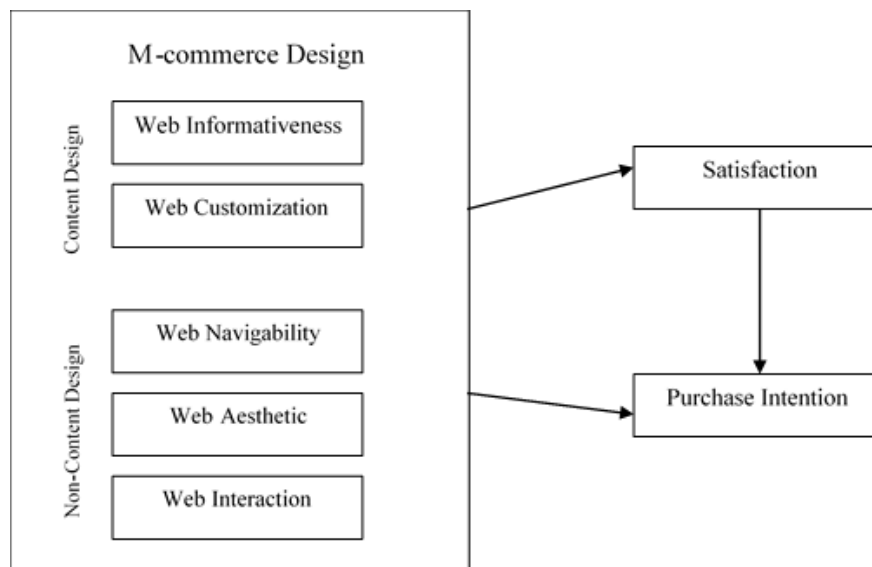 M-commerce Design
Content Design
Web Informativeness
Web Customization
Non-Content Design
Web Navigability
Web Aesthetic
Web Interaction
Satisfaction
Purchase Intention